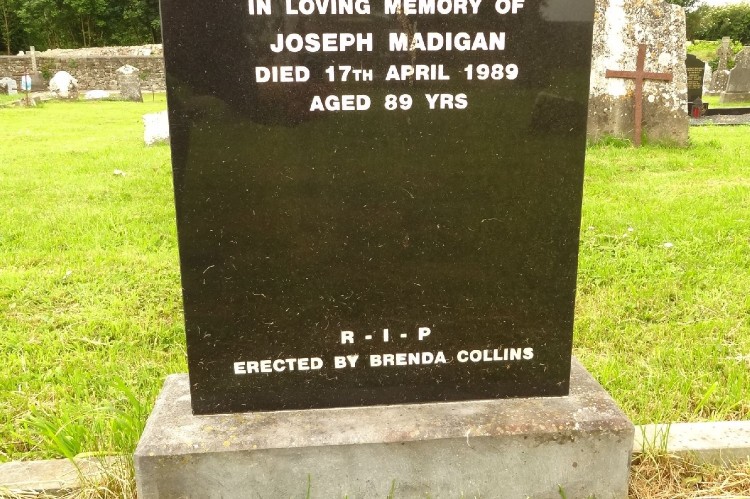 IN LOVING MEMORY OF
JOSEPH MADIGAN
DIED 17TH APRIL 1989
AGED 89 YRS
R - I - P
ERECTED BY BRENDA COLLINS